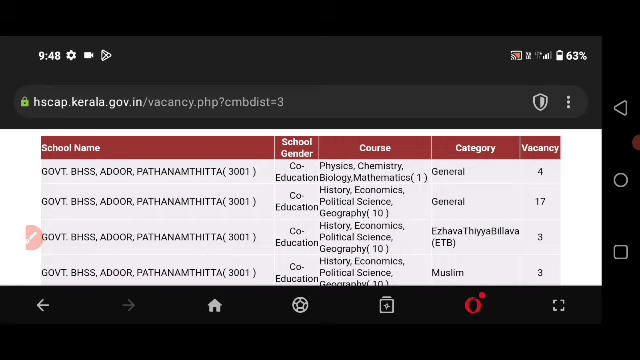 9:48
63%
hscap.kerala.gov.in/vacancy.php?cmbdist=3
School Name School Gender Course Category Vacancy
GOVT. BHSS, ADOOR, PATHANAMTHITTA( 3001 ) Co-Education Physics, Chemistry, Biology,Mathematics( 1 ) General 4
GOVT. BHSS, ADOOR, PATHANAMTHITTA( 3001 ) Co-Education History, Economics, Political Science, Geography( 10 ) General 17
GOVT. BHSS, ADOOR, PATHANAMTHITTA( 3001 ) Co-Education History, Economics, Political Science, Geography( 10 ) EzhavaThiyyaBillava (ETB) 3
GOVT. BHSS, ADOOR, PATHANAMTHITTA( 3001 ) Co-Education History, Economics, Political Science, Geography( 10 ) Muslim 3